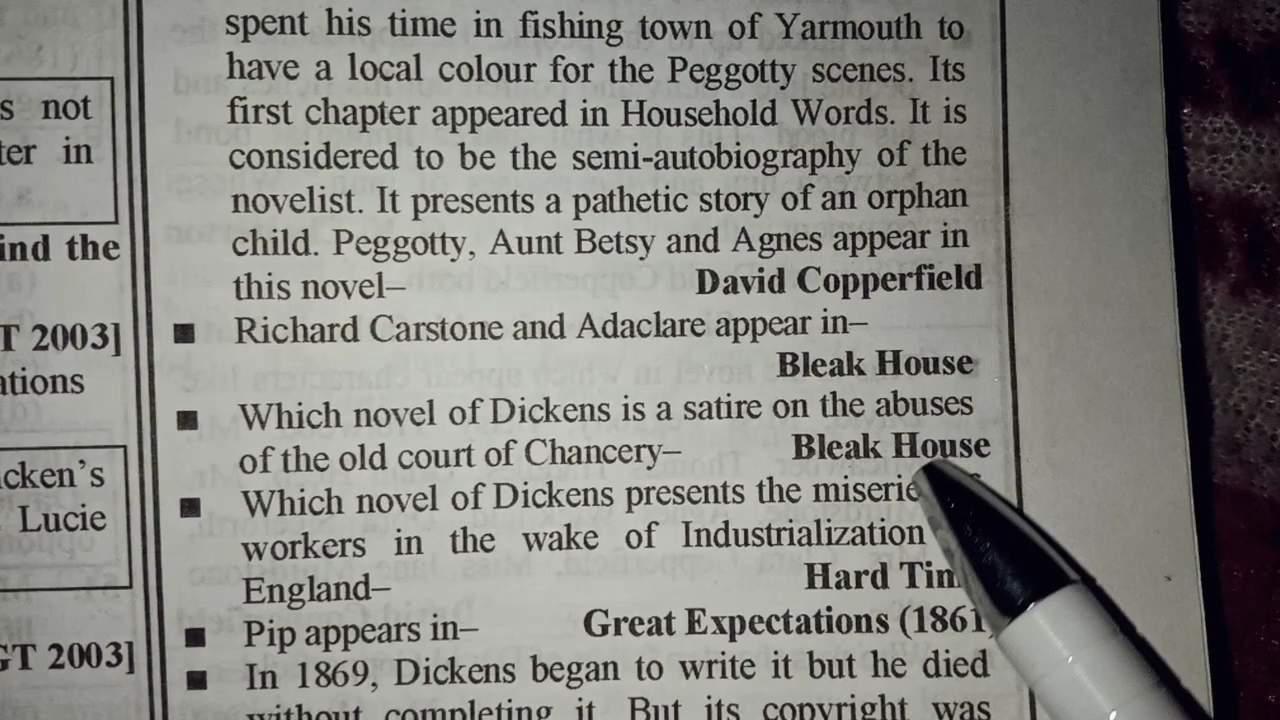 s not
ter in
ind the
T 2003]
ations
cken's
Lucie
GT 2003]
spent his time in fishing town of Yarmouth to
have a local colour for the Peggotty scenes. Its
first chapter appeared in Household Words. It is
considered to be the semi-autobiography of the
novelist. It presents a pathetic story of an orphan
child. Peggotty, Aunt Betsy and Agnes appear in
this novel– David Copperfield
■ Richard Carstone and Adaclare appear in–
Bleak House
■ Which novel of Dickens is a satire on the abuses
of the old court of Chancery– Bleak House
■ Which novel of Dickens presents the miserie
workers in the wake of Industrialization
England– Hard Tim
■ Pip appears in– Great Expectations (1861)
■ In 1869, Dickens began to write it but he died
without completing it. But its copyright was